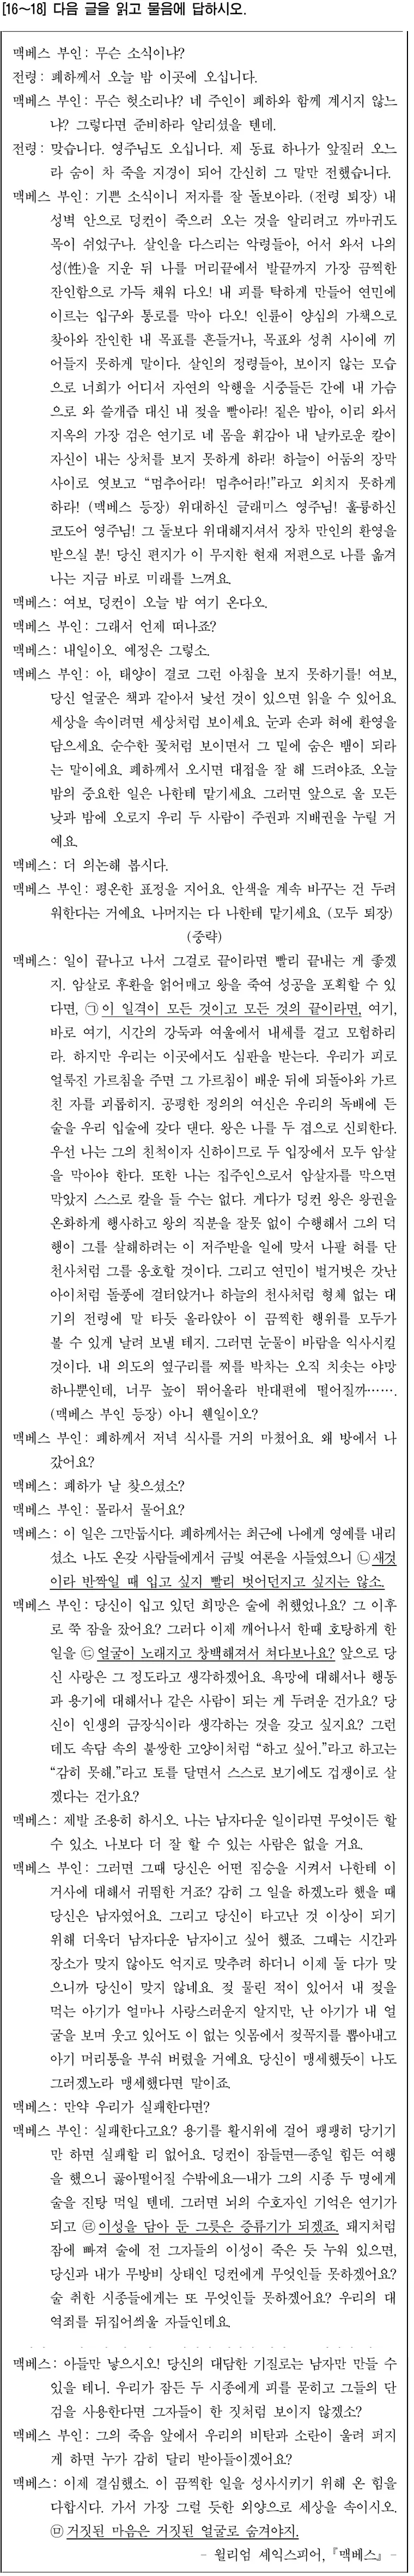 [16~18] 다음 글을 읽고 물음에 답하시오.
맥베스 부인: 무슨 소식이냐?
전령: 폐하께서 오늘 밤 이곳에 오십니다.
맥베스 부인: 무슨 헛소리냐? 네 주인이 폐하와 함께 계시지 않느
냐? 그렇다면 준비하라 알리셨을 텐데.
전령: 맞습니다. 영주님도 오십니다. 제 동료 하나가 앞질러 오느
라 숨이 차 죽을 지경이 되어 간신히 그 말만 전했습니다.
맥베스 부인: 기쁜 소식이니 저자를 잘 돌보아라. (전령 퇴장) 내
성벽 안으로 덩컨이 죽으러 오는 것을 알리려고 까마귀도
목이 쉬었구나. 살인을 다스리는 악령들아, 어서 와서 나의
성(性)을 지운 뒤 나를 머리끝에서 발끝까지 가장 끔찍한
잔인함으로 가득 채워 다오! 내 피를 탁하게 만들어 연민에
이르는 입구와 통로를 막아 다오! 인륜이 양심의 가책으로
찾아와 잔인한 내 목표를 흔들거나, 목표와 성취 사이에 끼
어들지 못하게 말이다. 살인의 정령들아, 보이지 않는 모습
으로 너희가 어디서 자연의 악행을 시중들든 간에 내 가슴
으로 와 쓸개즙 대신 내 젖을 빨아라! 짙은 밤아, 이리 와서
지옥의 가장 검은 연기로 네 몸을 휘감아 내 날카로운 칼이
자신이 내는 상처를 보지 못하게 하라! 하늘이 어둠의 장막
사이로 엿보고 “멈추어라! 멈추어라!”라고 외치지 못하게
하라! (맥베스 등장) 위대하신 글래미스 영주님! 훌륭하신
코도어 영주님! 그 둘보다 위대해지셔서 장차 만인의 환영을
받으실 분! 당신 편지가 이 무지한 현재 저편으로 나를 옮겨
나는 지금 바로 미래를 느껴요.
맥베스: 여보, 덩컨이 오늘 밤 여기 온다오.
맥베스 부인: 그래서 언제 떠나죠?
맥베스: 내일이오. 예정은 그렇소.
맥베스 부인: 아, 태양이 결코 그런 아침을 보지 못하기를! 여보,
당신 얼굴은 책과 같아서 낯선 것이 있으면 읽을 수 있어요.
세상을 속이려면 세상처럼 보이세요. 눈과 손과 혀에 환영을
담으세요. 순수한 꽃처럼 보이면서 그 밑에 숨은 뱀이 되라
는 말이에요. 폐하께서 오시면 대접을 잘 해 드려야죠. 오늘
밤의 중요한 일은 나한테 맡기세요. 그러면 앞으로 올 모든
낮과 밤에 오로지 우리 두 사람이 주권과 지배권을 누릴 거
예요.
맥베스: 더 의논해 봅시다.
맥베스 부인: 평온한 표정을 지어요. 안색을 계속 바꾸는 건 두려
워한다는 거예요. 나머지는 다 나한테 맡기세요. (모두 퇴장)
(중략)
맥베스: 일이 끝나고 나서 그걸로 끝이라면 빨리 끝내는 게 좋겠
지. 암살로 후환을 얽어매고 왕을 죽여 성공을 포획할 수 있
다면, ㉠ 이 일격이 모든 것이고 모든 것의 끝이라면, 여기,
바로 여기, 시간의 강둑과 여울에서 내세를 걸고 모험하리
라. 하지만 우리는 이곳에서도 심판을 받는다. 우리가 피로
얼룩진 가르침을 주면 그 가르침이 배운 뒤에 되돌아와 가르
친 자를 괴롭히지. 공평한 정의의 여신은 우리의 독배에 든
술을 우리 입술에 갖다 댄다. 왕은 나를 두 겹으로 신뢰한다.
우선 나는 그의 친척이자 신하이므로 두 입장에서 모두 암살
을 막아야 한다. 또한 나는 집주인으로서 암살자를 막으면
막았지 스스로 칼을 들 수는 없다. 게다가 덩컨 왕은 왕권을
온화하게 행사하고 왕의 직분을 잘못 없이 수행해서 그의 덕
행이 그를 살해하려는 이 저주받을 일에 맞서 나팔 혀를 단
천사처럼 그를 옹호할 것이다. 그리고 연민이 벌거벗은 갓난
아이처럼 돌풍에 걸터앉거나 하늘의 천사처럼 형체 없는 대
기의 전령에 말 타듯 올라앉아 이 끔찍한 행위를 모두가
볼 수 있게 날려 보낼 테지. 그러면 눈물이 바람을 익사시킬
것이다. 내 의도의 옆구리를 찌를 박차는 오직 치솟는 야망
하나뿐인데, 너무 높이 뛰어올라 반대편에 떨어질까…….
(맥베스 부인 등장) 아니 웬일이오?
맥베스 부인: 폐하께서 저녁 식사를 거의 마쳤어요. 왜 방에서 나
갔어요?
맥베스: 폐하가 날 찾으셨소?
맥베스 부인: 몰라서 물어요?
맥베스: 이 일은 그만둡시다. 폐하께서는 최근에 나에게 영예를 내리
셨소. 나도 온갖 사람들에게서 금빛 여론을 사들였으니 ㉡ 새것
이라 반짝일 때 입고 싶지 빨리 벗어던지고 싶지는 않소.
맥베스 부인: 당신이 입고 있던 희망은 술에 취했었나요? 그 이후
로 쭉 잠을 잤어요? 그러다 이제 깨어나서 한때 호탕하게 한
일을 ㉢ 얼굴이 노래지고 창백해져서 쳐다보나요? 앞으로 당
신 사랑은 그 정도라고 생각하겠어요. 욕망에 대해서나 행동
과 용기에 대해서나 같은 사람이 되는 게 두려운 건가요? 당
신이 인생의 금장식이라 생각하는 것을 갖고 싶지요? 그런
데도 속담 속의 불쌍한 고양이처럼 “하고 싶어.”라고 하고는
“감히 못해.”라고 토를 달면서 스스로 보기에도 겁쟁이로 살
겠다는 건가요?
맥베스: 제발 조용히 하시오. 나는 남자다운 일이라면 무엇이든 할
수 있소. 나보다 더 잘 할 수 있는 사람은 없을 거요.
맥베스 부인: 그러면 그때 당신은 어떤 짐승을 시켜서 나한테 이
거사에 대해서 귀띔한 거죠? 감히 그 일을 하겠노라 했을 때
당신은 남자였어요. 그리고 당신이 타고난 것 이상이 되기
위해 더욱더 남자다운 남자이고 싶어 했죠. 그때는 시간과
장소가 맞지 않아도 억지로 맞추려 하더니 이제 둘 다가 맞
으니까 당신이 맞지 않네요. 젖 물린 적이 있어서 내 젖을
먹는 아기가 얼마나 사랑스러운지 알지만, 난 아기가 내 얼
굴을 보며 웃고 있어도 이 없는 잇몸에서 젖꼭지를 뽑아내고
아기 머리통을 부숴 버렸을 거예요. 당신이 맹세했듯이 나도
그러겠노라 맹세했다면 말이죠.
맥베스: 만약 우리가 실패한다면?
맥베스 부인: 실패한다고요? 용기를 활시위에 걸어 팽팽히 당기기
만 하면 실패할 리 없어요. 덩컨이 잠들면―종일 힘든 여행
을 했으니 곯아떨어질 수밖에요―내가 그의 시종 두 명에게
술을 진탕 먹일 텐데. 그러면 뇌의 수호자인 기억은 연기가
되고 ㉣ 이성을 담아 둔 그릇은 증류기가 되겠죠. 돼지처럼
잠에 빠져 술에 전 그자들의 이성이 죽은 듯 누워 있으면,
당신과 내가 무방비 상태인 덩컨에게 무엇인들 못하겠어요?
술 취한 시종들에게는 또 무엇인들 못하겠어요? 우리의 대
역죄를 뒤집어씌울 자들인데요.
맥베스: 아들만 낳으시오! 당신의 대담한 기질로는 남자만 만들 수
있을 테니. 우리가 잠든 두 시종에게 피를 묻히고 그들의 단
검을 사용한다면 그자들이 한 짓처럼 보이지 않겠소?
맥베스 부인: 그의 죽음 앞에서 우리의 비탄과 소란이 울려 퍼지
게 하면 누가 감히 달리 받아들이겠어요?
맥베스: 이제 결심했소. 이 끔찍한 일을 성사시키기 위해 온 힘을
다합시다. 가서 가장 그럴 듯한 외양으로 세상을 속이시오.
㉤ 거짓된 마음은 거짓된 얼굴로 숨겨야지.
- 윌리엄 셰익스피어, 『맥베스』 -